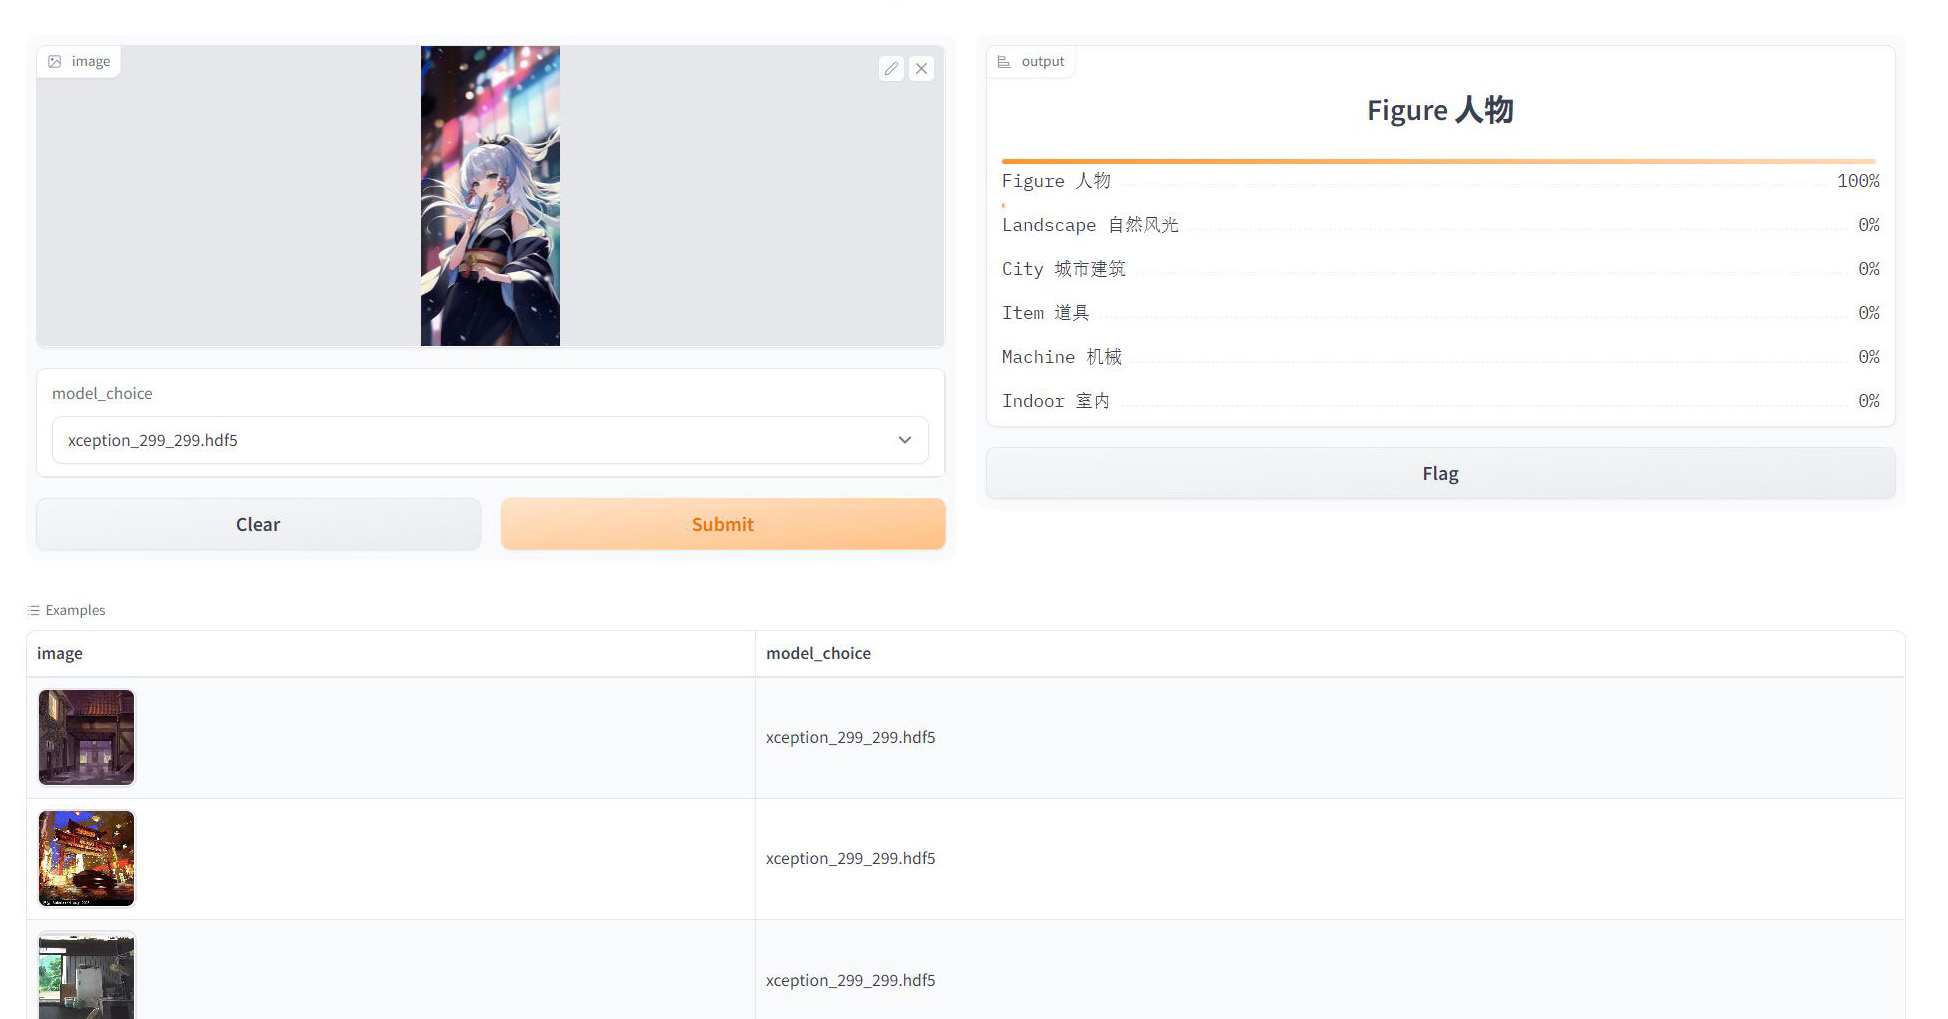 image
model_choice
xception_299_299.hdf5
Clear
Submit
output
Figure 人物
Figure 人物 100%
Landscape 自然风光 0%
City 城市建筑 0%
Item 道具 0%
Machine 机械 0%
Indoor 室内 0%
Flag
Examples
image model_choice
xception_299_299.hdf5
xception_299_299.hdf5
xception_299_299.hdf5